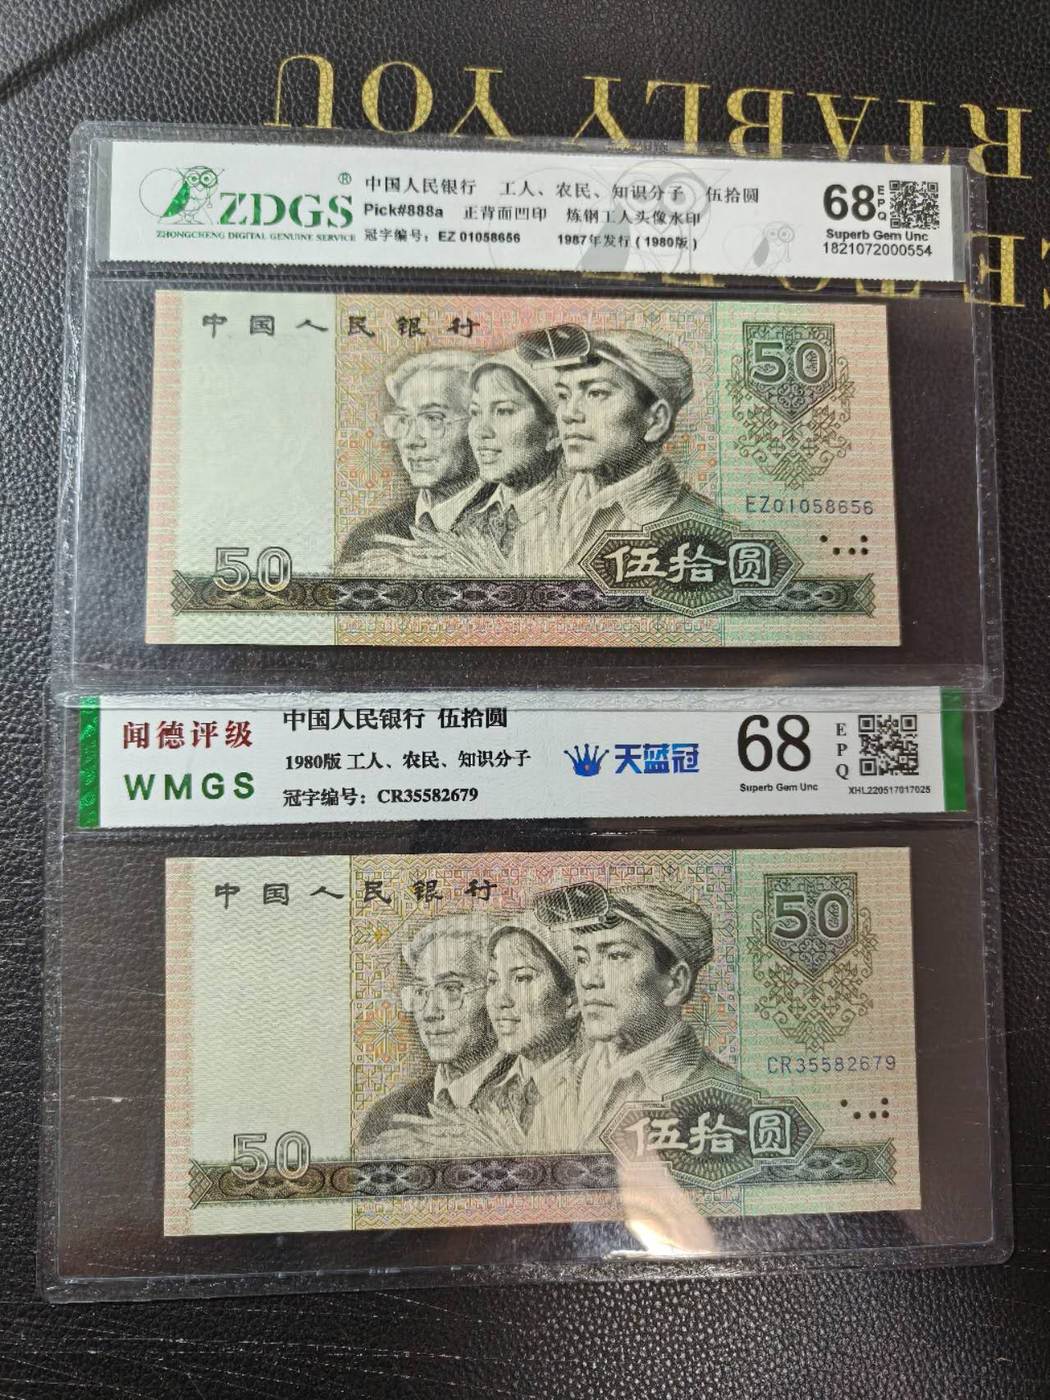 RTABLY YOU
ZDGS®
ZHONGCHENG DIGITAL GENUINE SERVICE
中国人民银行 工人、农民、知识分子 伍拾圆
Pick#888a 正背面凹印 炼钢工人头像水印
冠字编号：EZ 01058656 1987年发行(1980版)
68 EPQ
Superb Gem Unc
1821072000554
中国人民银行
50
EZ01058656
50
伍拾圆
闻德评级
WMGS
中国人民银行 伍拾圆
1980版 工人、农民、知识分子
冠字编号：CR35582679
天蓝冠
68 EPQ
Superb Gem Unc
XHL220517017025
中国人民银行
50
CR35582679
50
伍拾圆